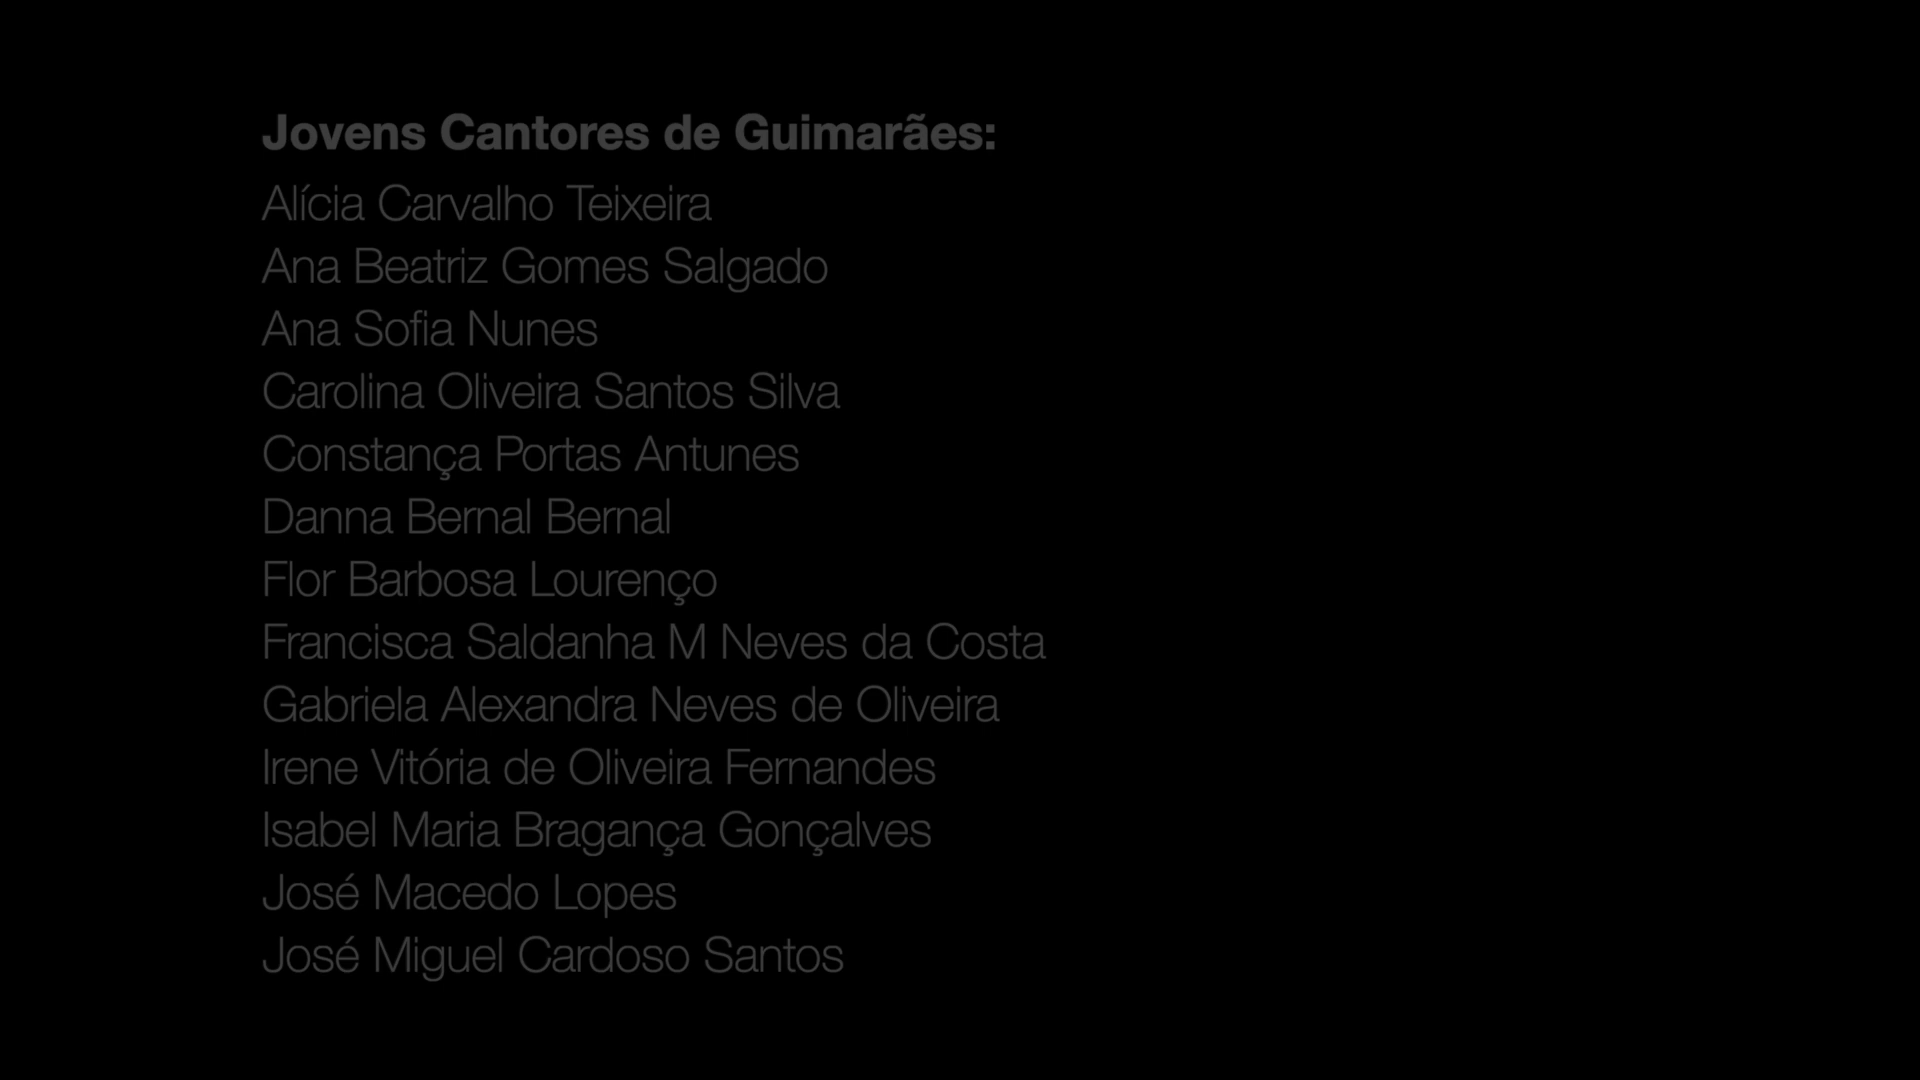 Jovens Cantores de Guimarães:
Alícia Carvalho Teixeira
Ana Beatriz Gomes Salgado
Ana Sofia Nunes
Carolina Oliveira Santos Silva
Constança Portas Antunes
Danna Bernal Bernal
Flor Barbosa Lourenço
Francisca Saldanha M Neves da Costa
Gabriela Alexandra Neves de Oliveira
Irene Vitória de Oliveira Fernandes
Isabel Maria Bragança Gonçalves
José Macedo Lopes
José Miguel Cardoso Santos